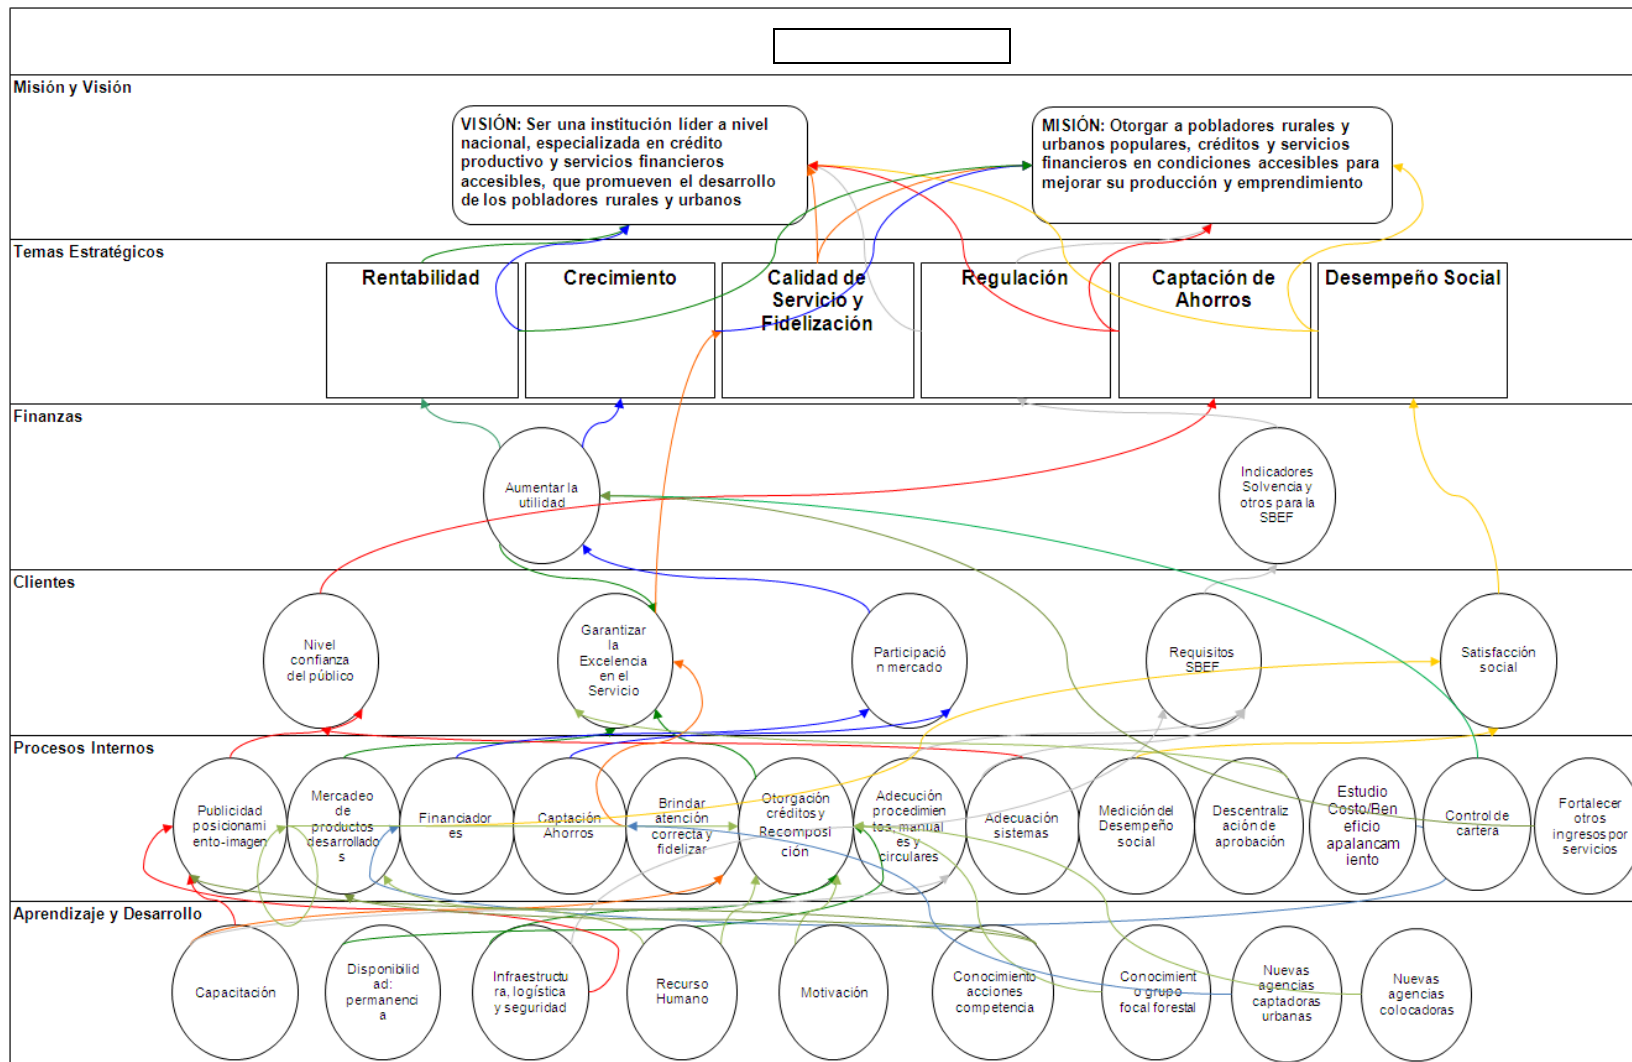 Misión y Visión
VISIÓN: Ser una institución líder a nivel
nacional, especializada en crédito
productivo y servicios financieros
accesibles, que promueven el desarrollo
de los pobladores rurales y urbanos
MISIÓN: Otorgar a pobladores rurales y
urbanos populares, créditos y servicios
financieros en condiciones accesibles para
mejorar su producción y emprendimiento
Temas Estratégicos
Rentabilidad
Crecimiento
Calidad de
Servicio y
Fidelización
Regulación
Captación de
Ahorros
Desempeño Social
Finanzas
Aumentar la
utilidad
Indicadores
Solvencia y
otros para la
SBEF
Clientes
Nivel
confianza
del público
Garantizar
la
Excelencia
en el
Servicio
Participació
n mercado
Requisitos
SBEF
Satisfacción
social
Procesos Internos
Publicidad
posicionami
ento-imagen
Mercadeo
de
productos
desarrollado
s
Financiador
es
Captación
Ahorros
Brindar
atención
correcta y
fidelizar
Otorgación
créditos y
Recomposi
ción
Adecución
procedimien
tos, manual
es y
circulares
Adecuación
sistemas
Medición del
Desempeño
social
Descentraliz
ación de
aprobación
Estudio
Costo/Ben
eficio
apalancam
iento
Control de
cartera
Fortalecer
otros
ingresos por
servicios
Aprendizaje y Desarrollo
Capacitación
Disponibilid
ad:
permanenci
a
Infraestructu
ra, logística
y seguridad
Recurso
Humano
Motivación
Conocimiento
acciones
competencia
Conocimient
o grupo
focal forestal
Nuevas
agencias
captadoras
urbanas
Nuevas
agencias
colocadoras